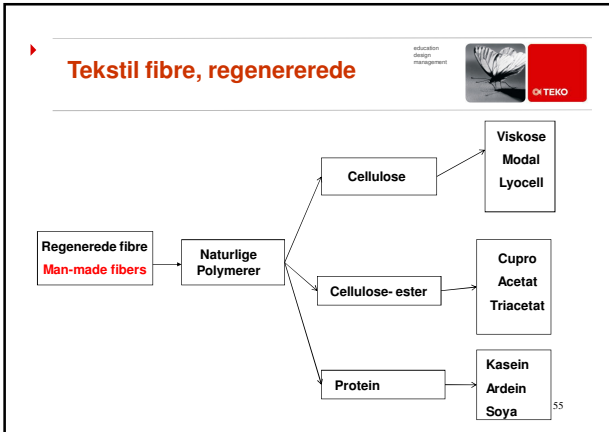 Tekstil fibre, regenererede
education
design
management
TEKO
Viskose
Modal
Lyocell
Cellulose
Regenerede fibre
Man-made fibers
Naturlige
Polymerer
Cupro
Acetat
Triacetat
Cellulose- ester
Kasein
Ardein
Soya
Protein
55